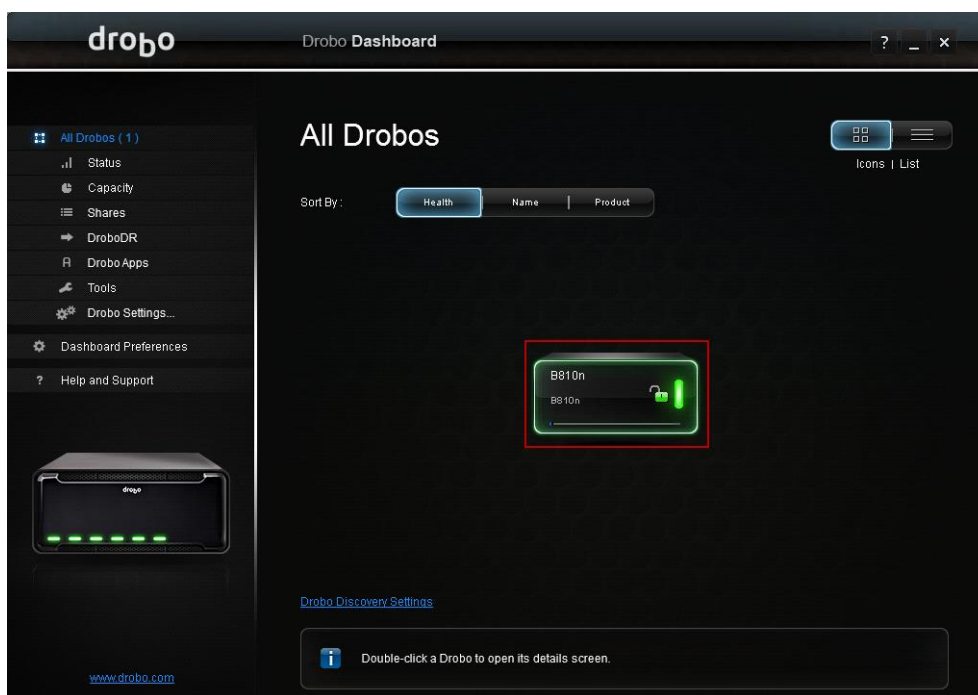 drobo
Drobo Dashboard
?
All Drobos ( 1 )
Status
Capacity
Shares
DroboDR
Drobo Apps
Tools
Drobo Settings...
Dashboard Preferences
? Help and Support
drobo
www.drobo.com
All Drobos
Icons | List
Sort By :
Health | Name | Product
B810n
B810n
Drobo Discovery Settings
i Double-click a Drobo to open its details screen.